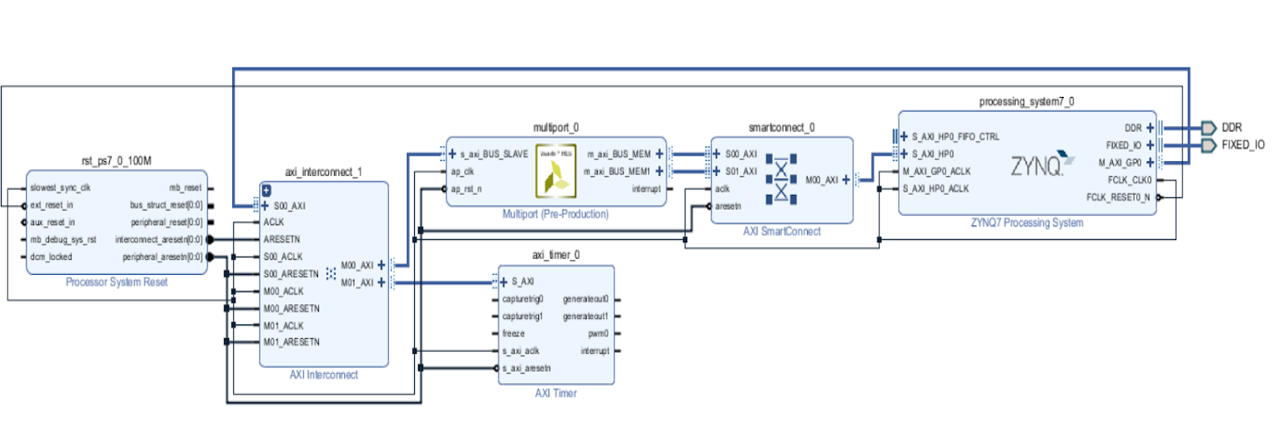 rst_ps7_0_100M
slowest_sync_clk
ext_reset_in
aux_reset_in
mb_debug_sys_rst
dcm_locked
mb_reset
bus_struct_reset[0:0]
peripheral_reset[0:0]
interconnect_aresetn[0:0]
peripheral_aresetn[0:0]
Processor System Reset
axi_interconnect_1
S00_AXI
ACLK
ARESETN
S00_ACLK
S00_ARESETN
M00_ACLK
M00_ARESETN
M01_ACLK
M01_ARESETN
M00_AXI
M01_AXI
AXI Interconnect
multiport_0
s_axi_BUS_SLAVE
ap_clk
ap_rst_n
m_axi_BUS_MEM
m_axi_BUS_MEM1
interrupt
Multiport (Pre-Production)
axi_timer_0
S_AXI
capturetrig0
capturetrig1
freeze
s_axi_aclk
s_axi_aresetn
generateout0
generateout1
pwm0
interrupt
AXI Timer
smartconnect_0
S00_AXI
S01_AXI
aclk
aresetn
M00_AXI
AXI SmartConnect
processing_system7_0
S_AXI_HP0_FIFO_CTRL
S_AXI_HP0
M_AXI_GP0_ACLK
S_AXI_HP0_ACLK
ZYNQ
DDR
FIXED_IO
M_AXI_GP0
FCLK_CLK0
FCLK_RESET0_N
ZYNQ7 Processing System
DDR
FIXED_IO